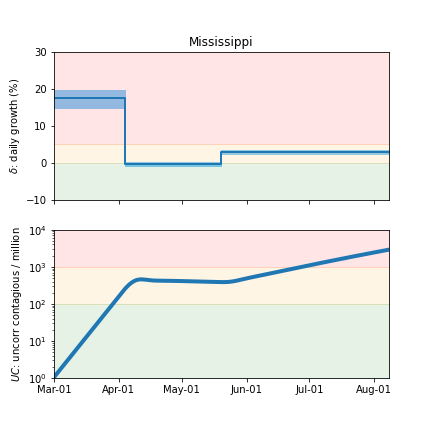 Mississippi
δ: daily growth (%)
30
20
10
0
−10
UC: uncorr contagious / million
10⁴
10³
10²
10¹
10⁰
Mar-01 Apr-01 May-01 Jun-01 Jul-01 Aug-01